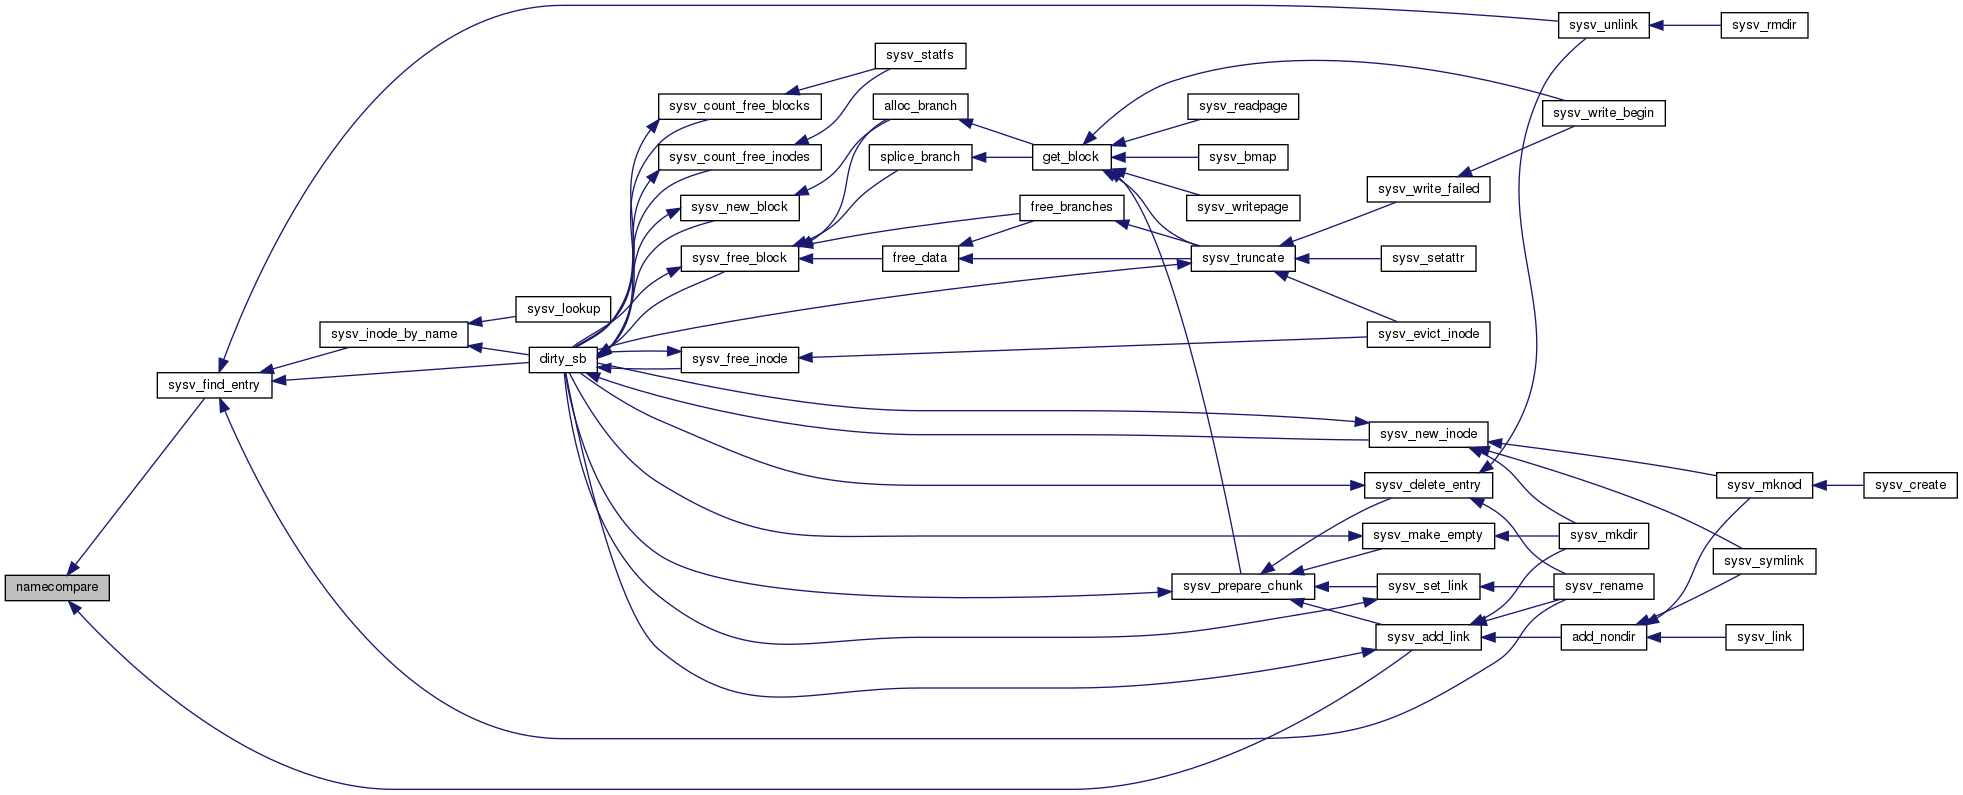 sysv_unlink
sysv_rmdir
sysv_statfs
sysv_count_free_blocks
alloc_branch
sysv_readpage
sysv_write_begin
sysv_count_free_inodes
splice_branch
get_block
sysv_bmap
sysv_write_failed
sysv_new_block
free_branches
sysv_writepage
sysv_free_block
free_data
sysv_truncate
sysv_setattr
sysv_lookup
sysv_inode_by_name
sysv_evict_inode
dirty_sb
sysv_free_inode
sysv_find_entry
sysv_new_inode
sysv_delete_entry
sysv_mknod
sysv_create
sysv_make_empty
sysv_mkdir
sysv_symlink
namecompare
sysv_prepare_chunk
sysv_set_link
sysv_rename
sysv_add_link
add_nondir
sysv_link